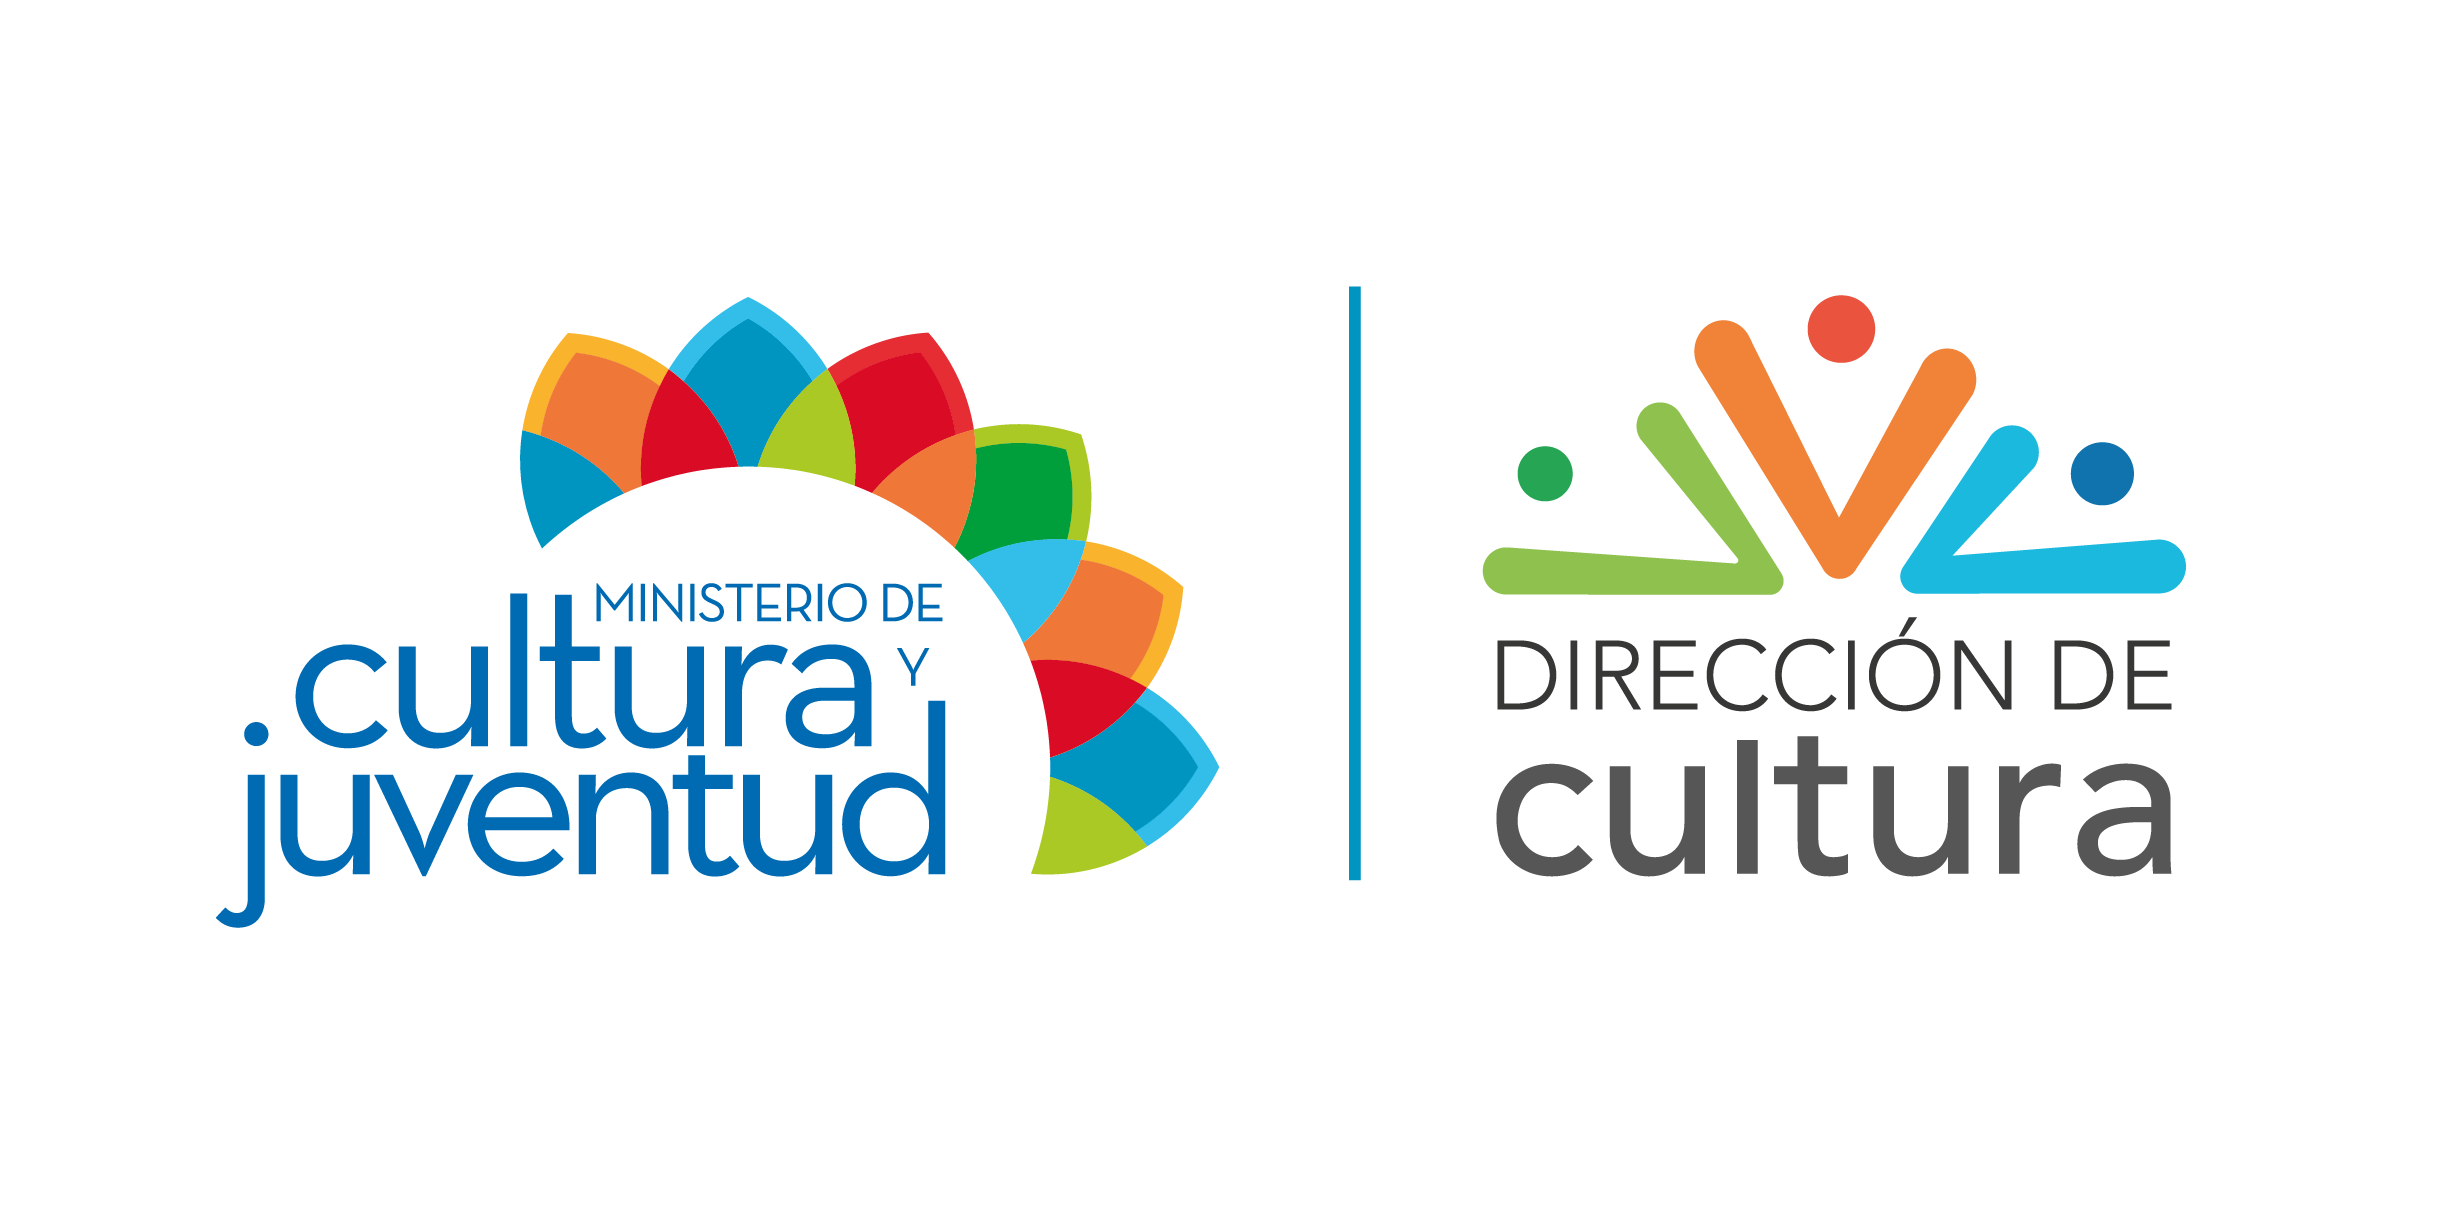 MINISTERIO DE
cultura Y
juventud
DIRECCIÓN DE
cultura